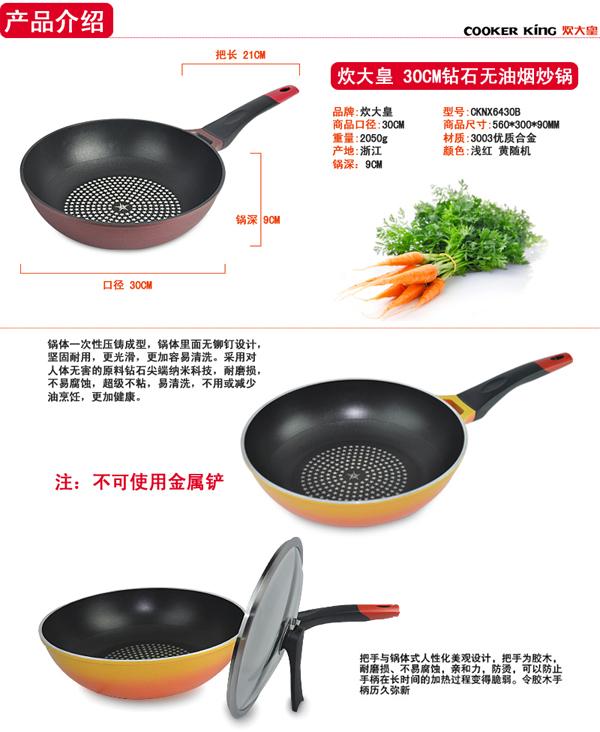 产品介绍
COOKER KING 炊大皇
把长 21CM
锅深 9CM
口径 30CM
炊大皇 30CM钻石无油烟炒锅
品牌:炊大皇 型号:CKNX6430B
商品口径:30CM 商品尺寸:560*300*90MM
重量:2050g 材质:3003优质合金
产地:浙江 颜色:浅红 黄随机
锅深：9CM
锅体一次性压铸成型，锅体里面无铆钉设计，
坚固耐用，更光滑，更加容易清洗。采用对
人体无害的原料钻石尖端纳米科技，耐磨损，
不易腐蚀，超级不粘，易清洗，不用或减少
油烹饪，更加健康。
注：不可使用金属铲
把手与锅体式人性化美观设计，把手为胶木，
耐磨损、不易腐蚀，亲和力，防烫，可以防止
手柄在长时间的加热过程变得脆弱。令胶木手
柄历久弥新